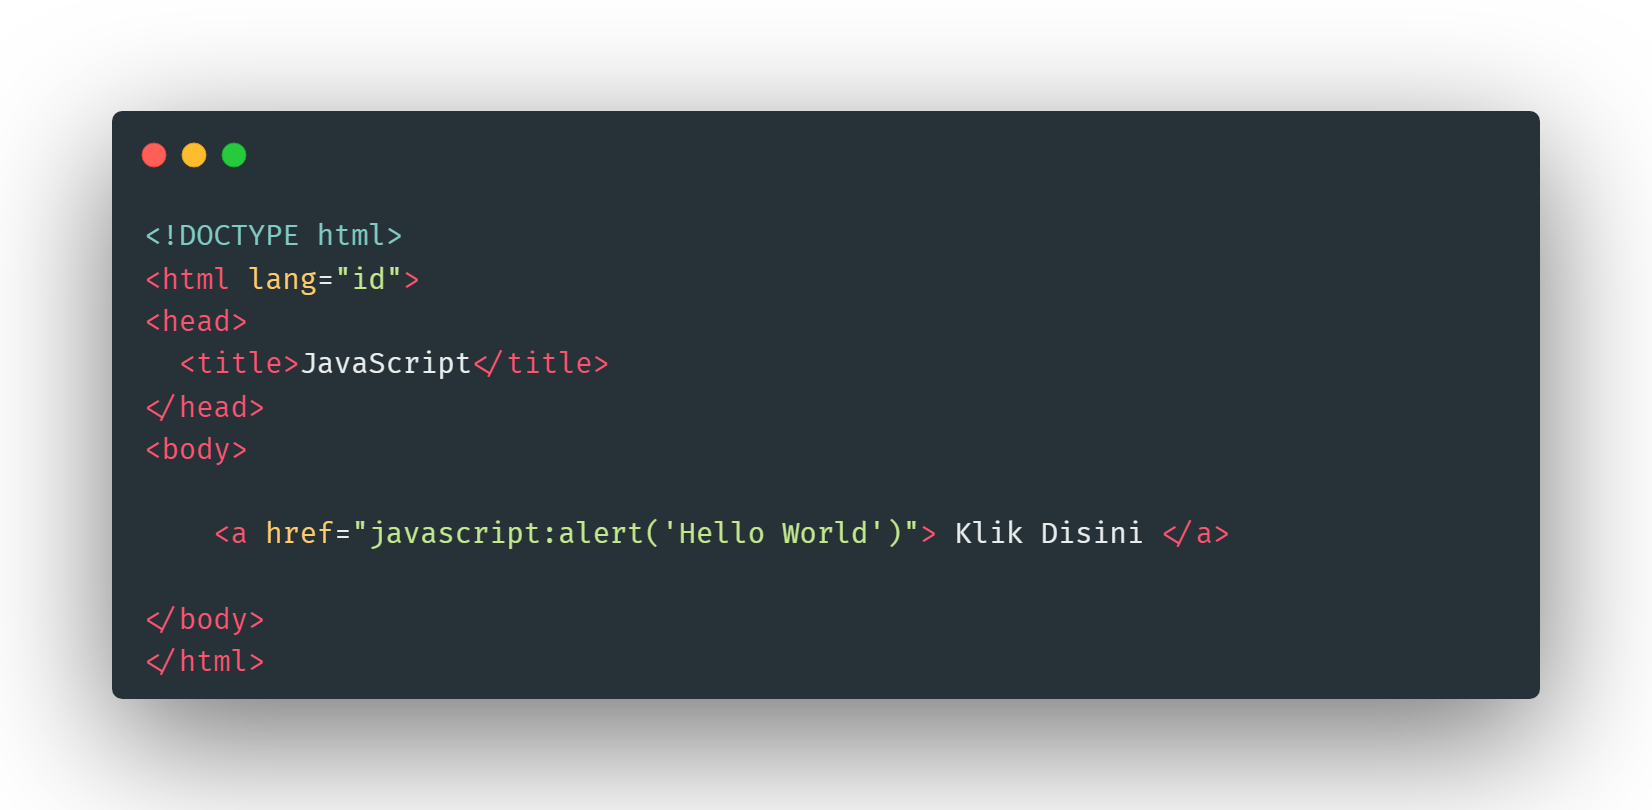 <!DOCTYPE html>
<html lang="id">
<head>
  <title>JavaScript</title>
</head>
<body>
    <a href="javascript:alert('Hello World')"> Klik Disini </a>
</body>
</html>